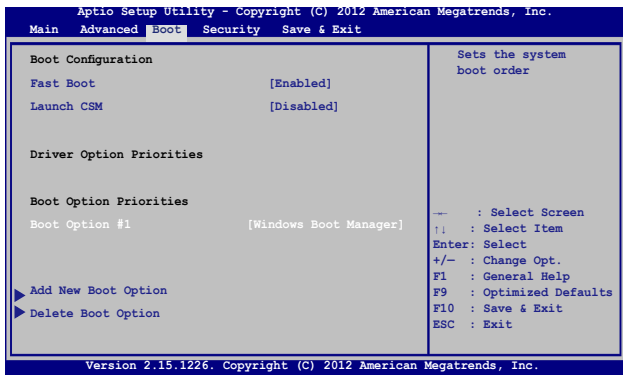 Aptio Setup Utility - Copyright (C) 2012 American Megatrends, Inc.
Main Advanced Boot Security Save & Exit
Boot Configuration
Fast Boot [Enabled]
Launch CSM [Disabled]
Driver Option Priorities
Boot Option Priorities
Boot Option #1 [Windows Boot Manager]
Add New Boot Option
Delete Boot Option
Sets the system
boot order
→← : Select Screen
↑↓ : Select Item
Enter: Select
+/— : Change Opt.
F1 : General Help
F9 : Optimized Defaults
F10 : Save & Exit
ESC : Exit
Version 2.15.1226. Copyright (C) 2012 American Megatrends, Inc.